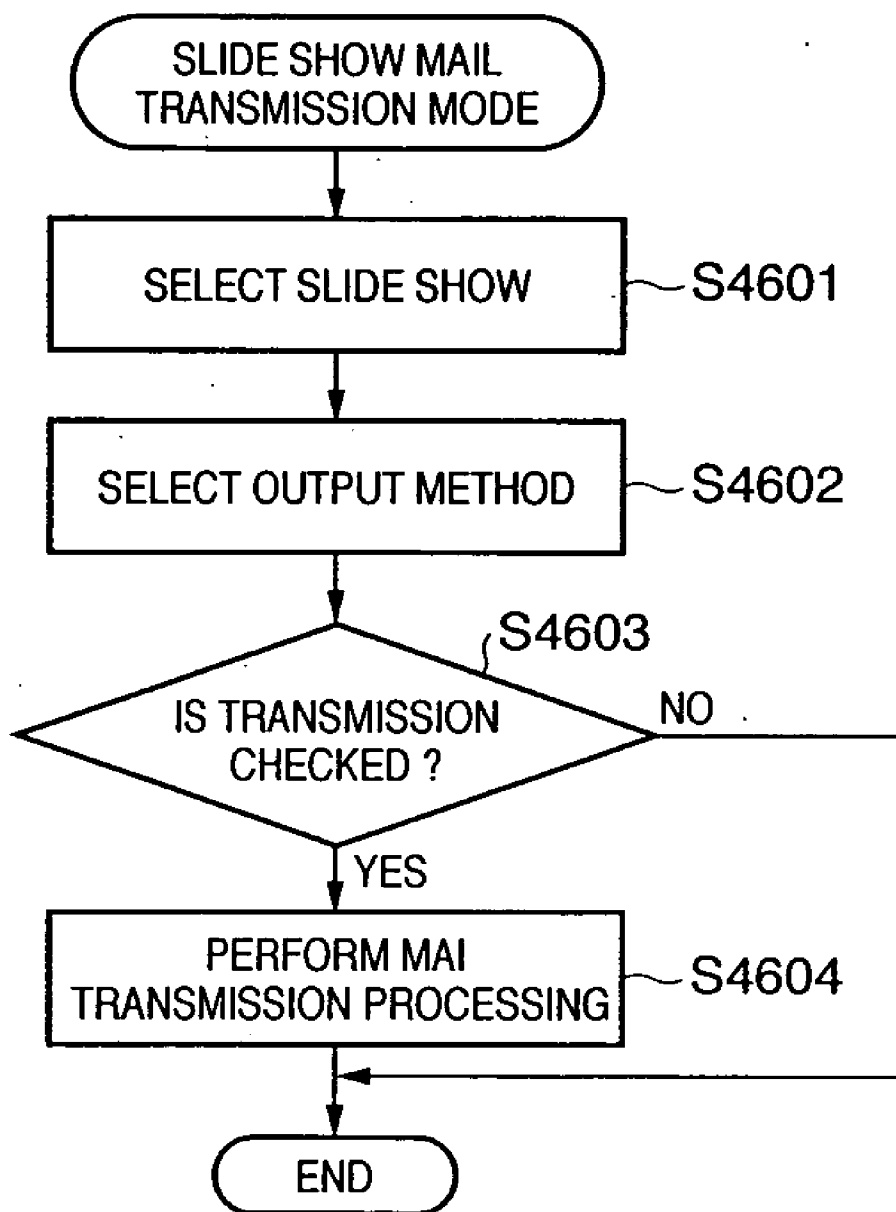 SLIDE SHOW MAIL
TRANSMISSION MODE
SELECT SLIDE SHOW
S4601
SELECT OUTPUT METHOD
S4602
S4603
IS TRANSMISSION
CHECKED ?
NO
YES
PERFORM MAI
TRANSMISSION PROCESSING
S4604
END